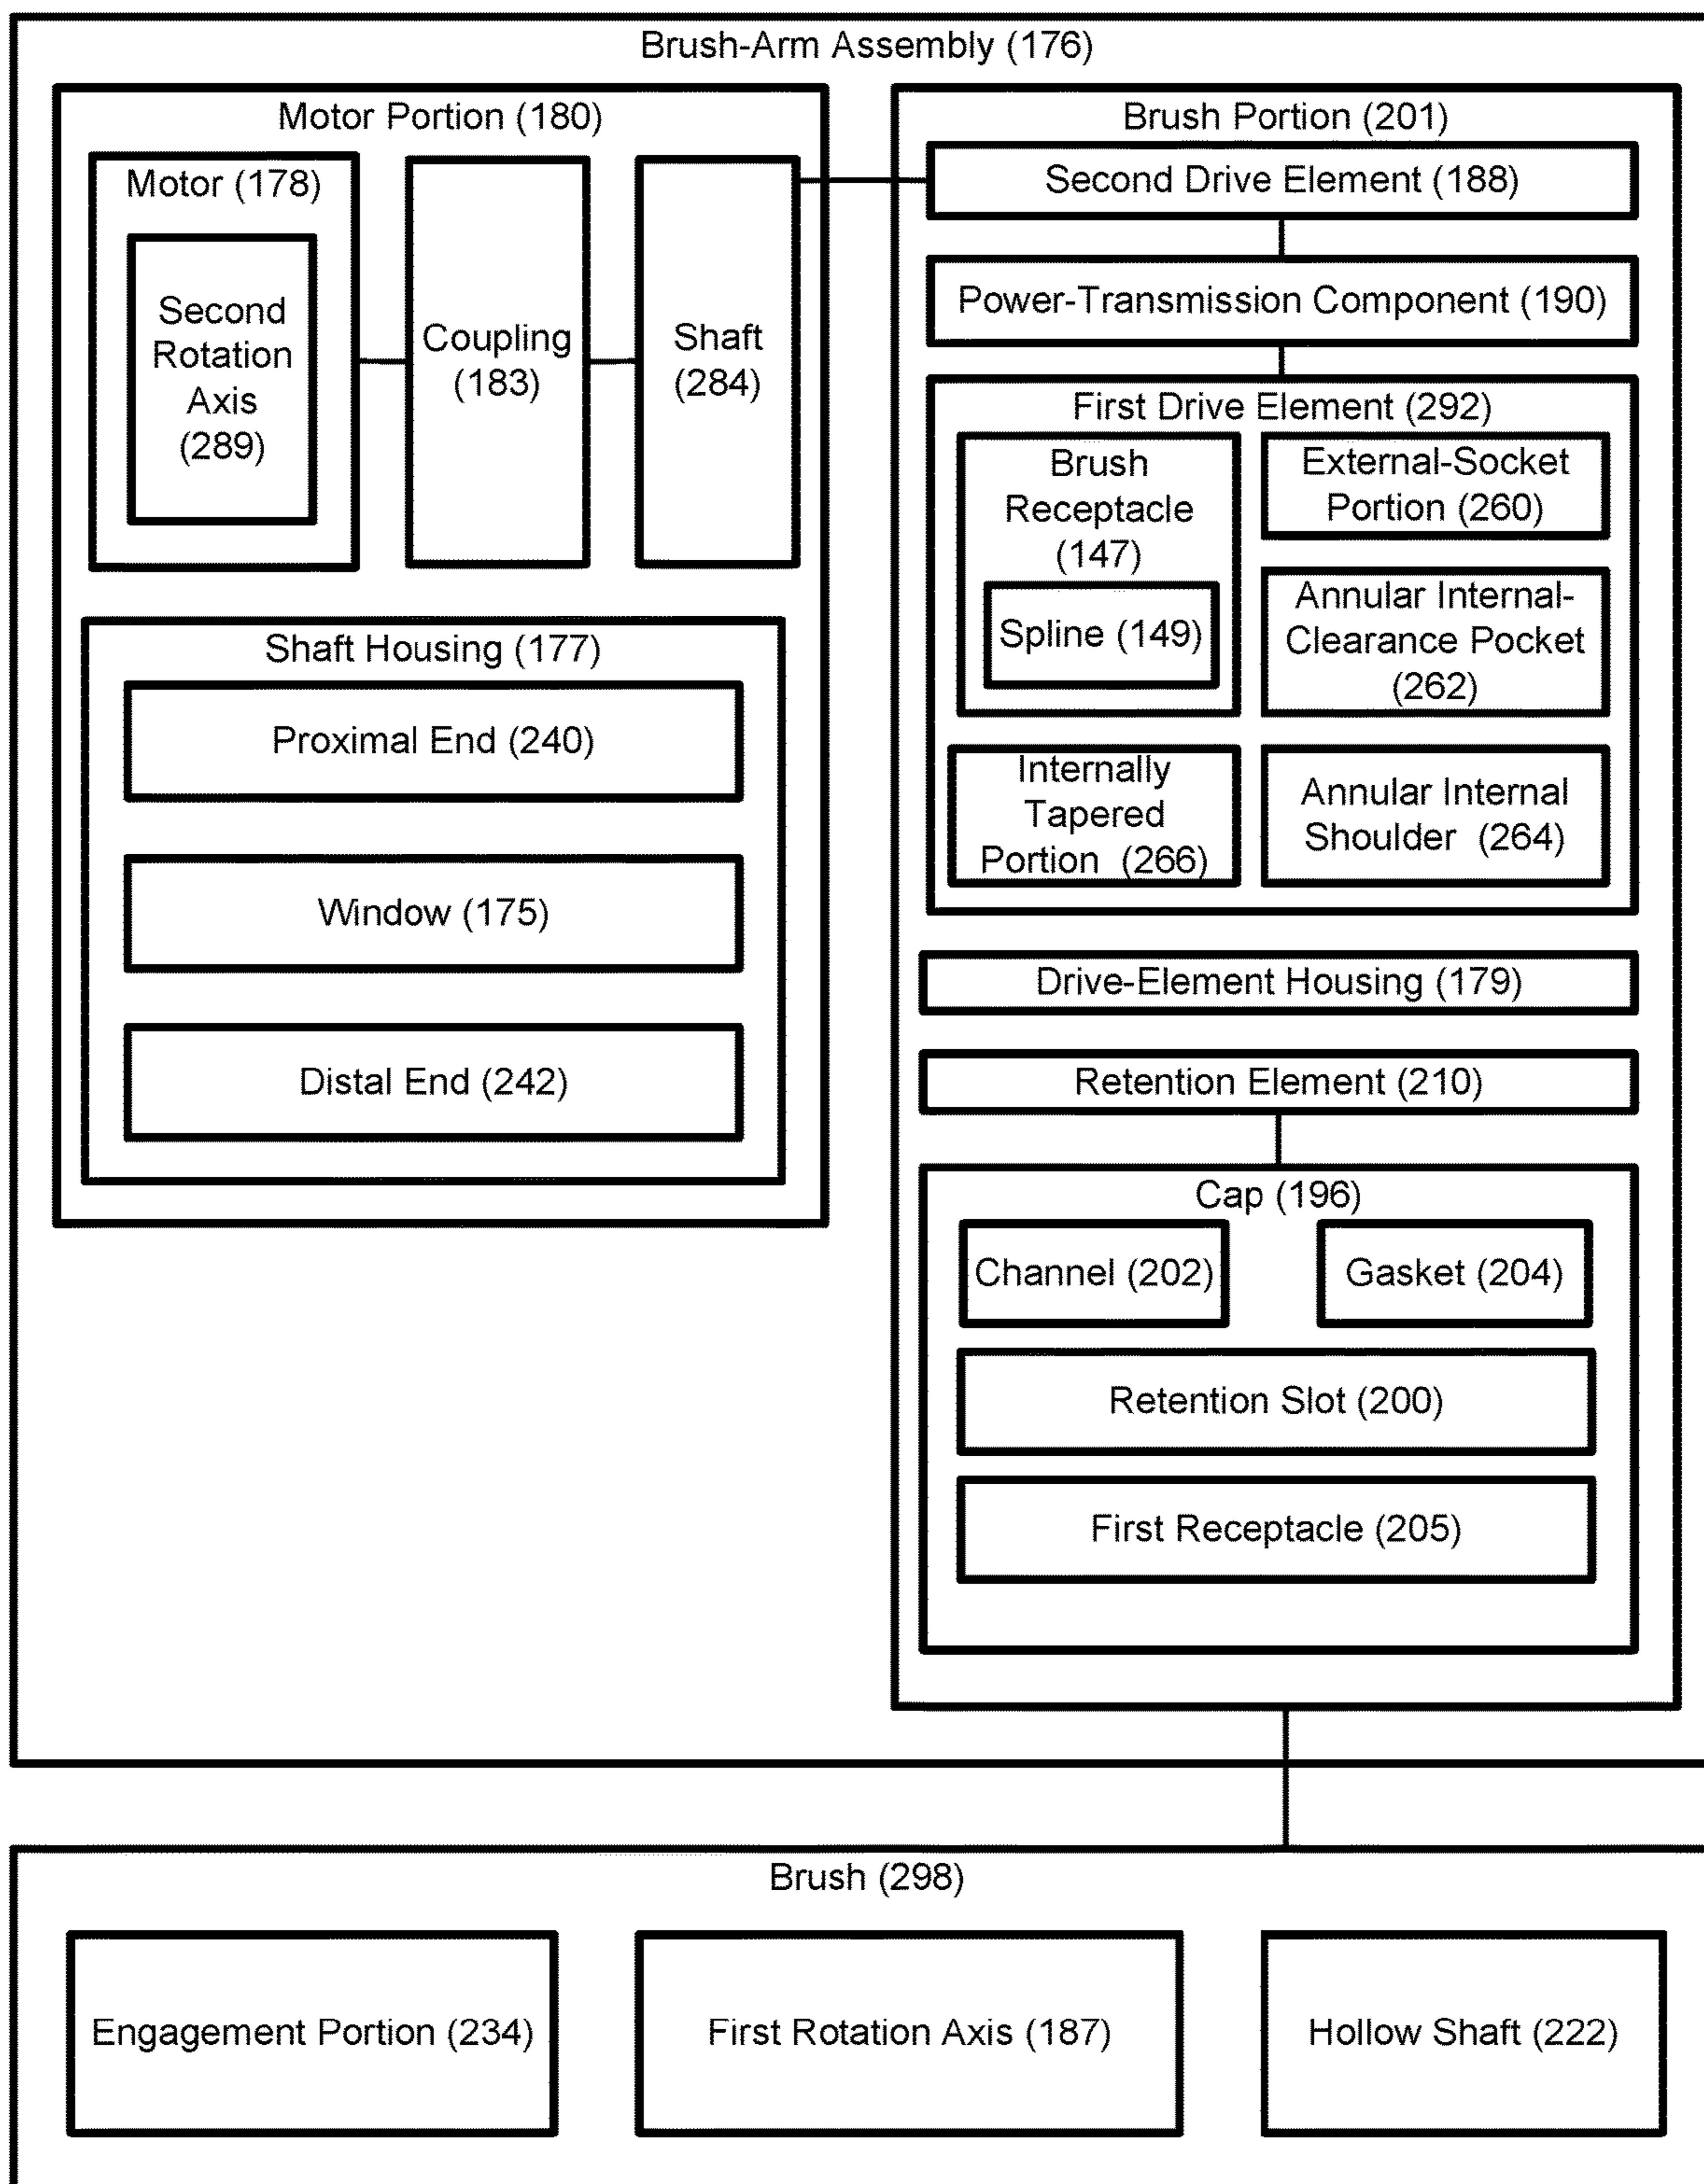 Brush-Arm Assembly (176)
Motor Portion (180)
Motor (178)
Second
Rotation
Axis
(289)
Coupling
(183)
Shaft
(284)
Shaft Housing (177)
Proximal End (240)
Window (175)
Distal End (242)
Brush Portion (201)
Second Drive Element (188)
Power-Transmission Component (190)
First Drive Element (292)
Brush
Receptacle
(147)
Spline (149)
External-Socket
Portion (260)
Annular Internal-
Clearance Pocket
(262)
Internally
Tapered
Portion (266)
Annular Internal
Shoulder (264)
Drive-Element Housing (179)
Retention Element (210)
Cap (196)
Channel (202)
Gasket (204)
Retention Slot (200)
First Receptacle (205)
Brush (298)
Engagement Portion (234)
First Rotation Axis (187)
Hollow Shaft (222)